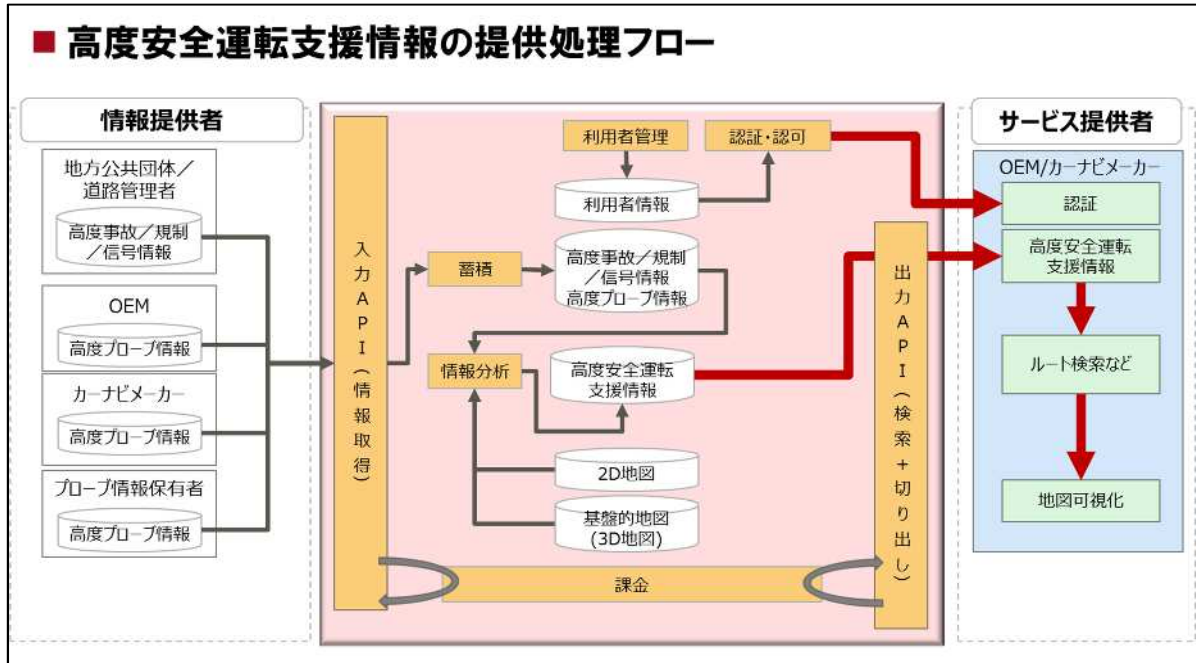 ■ 高度安全運転支援情報の提供処理フロー
情報提供者
地方公共団体／
道路管理者
高度事故／規制
／信号情報
OEM
高度プローブ情報
カーナビメーカー
高度プローブ情報
プローブ情報保有者
高度プローブ情報
入力API(情報取得)
利用者管理
認証・認可
利用者情報
蓄積
高度事故／規制
／信号情報
高度プローブ情報
情報分析
高度安全運転
支援情報
2D地図
基盤的地図
(3D地図)
課金
出力API(検索+切り出し)
サービス提供者
OEM/カーナビメーカー
認証
高度安全運転
支援情報
ルート検索など
地図可視化